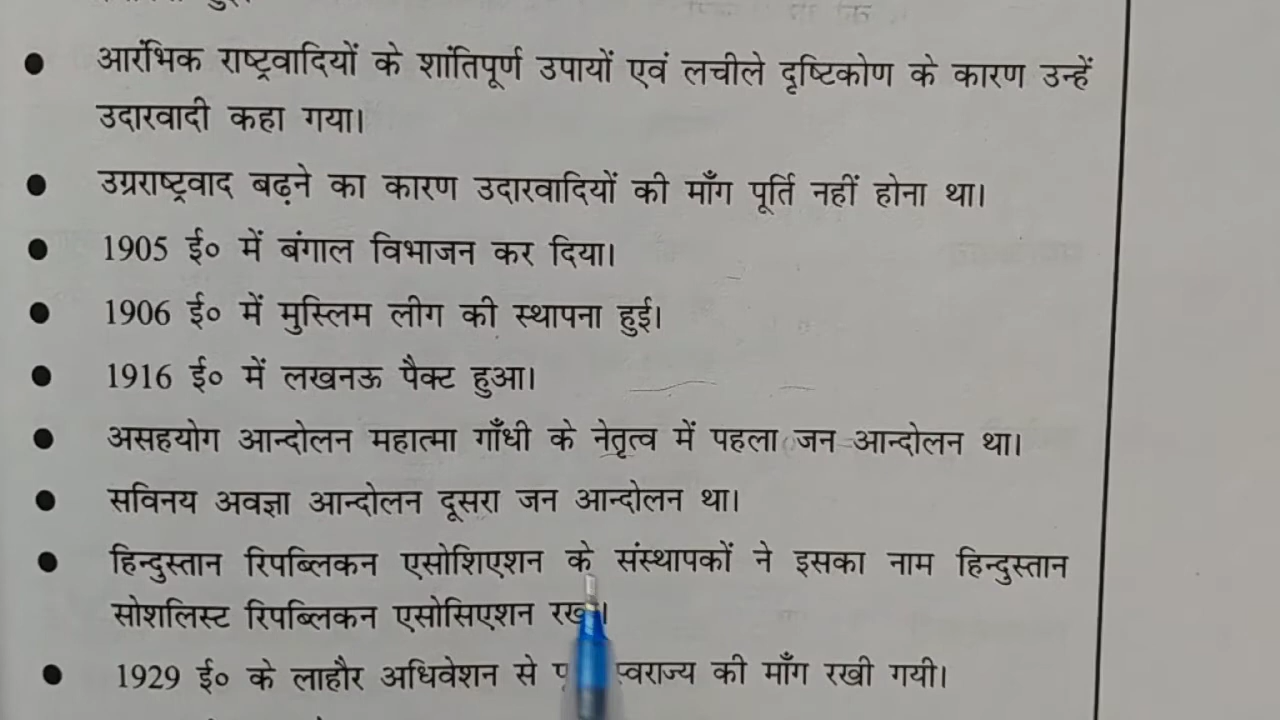 आरंभिक राष्ट्रवादियों के शांतिपूर्ण उपायों एवं लचीले दृष्टिकोण के कारण उन्हें
उदारवादी कहा गया।
उग्रराष्ट्रवाद बढ़ने का कारण उदारवादियों की माँग पूर्ति नहीं होना था।
1905 ई० में बंगाल विभाजन कर दिया।
1906 ई० में मुस्लिम लीग की स्थापना हुई।
1916 ई० में लखनऊ पैक्ट हुआ।
असहयोग आन्दोलन महात्मा गाँधी के नेतृत्व में पहला जन आन्दोलन था।
सविनय अवज्ञा आन्दोलन दूसरा जन आन्दोलन था।
हिन्दुस्तान रिपब्लिकन एसोशिएशन के संस्थापकों ने इसका नाम हिन्दुस्तान
सोशलिस्ट रिपब्लिकन एसोसिएशन
1929 ई० के लाहौर अधिवेशन से स्वराज्य की माँग रखी गयी।